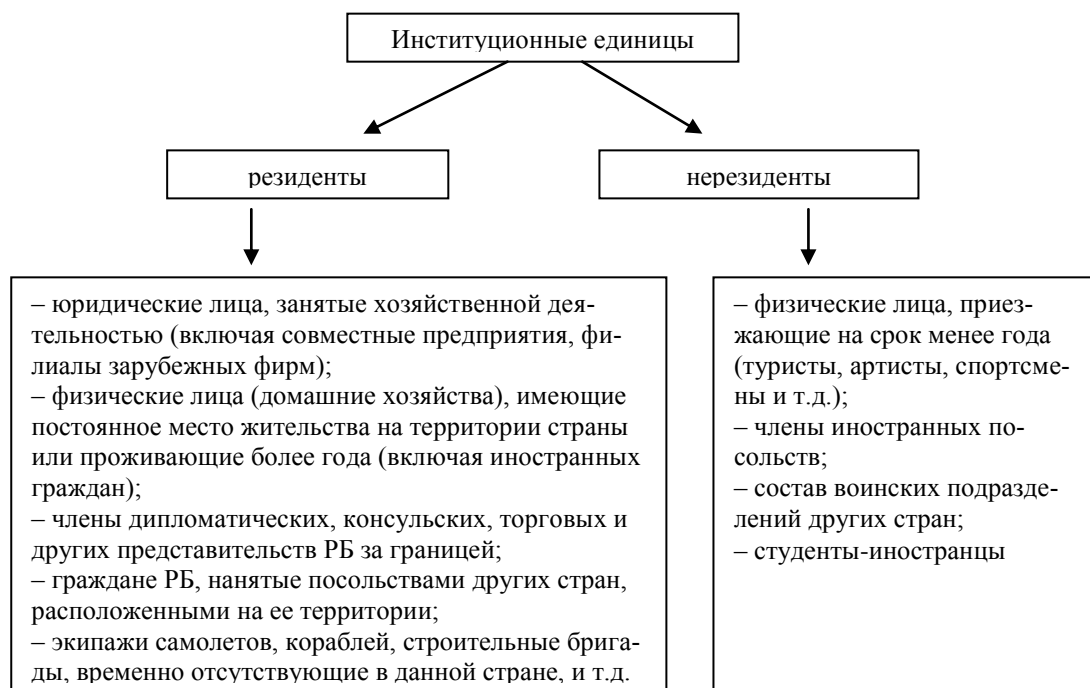 Институционные единицы
резиденты
нерезиденты
– юридические лица, занятые хозяйственной дея-
тельностью (включая совместные предприятия, фи-
лиалы зарубежных фирм);
– физические лица (домашние хозяйства), имеющие
постоянное место жительства на территории страны
или проживающие более года (включая иностранных
граждан);
– члены дипломатических, консульских, торговых и
других представительств РБ за границей;
– граждане РБ, нанятые посольствами других стран,
расположенными на ее территории;
– экипажи самолетов, кораблей, строительные брига-
ды, временно отсутствующие в данной стране, и т.д.
– физические лица, приез-
жающие на срок менее года
(туристы, артисты, спортсме-
ны и т.д.);
– члены иностранных по-
сольств;
– состав воинских подразде-
лений других стран;
– студенты-иностранцы